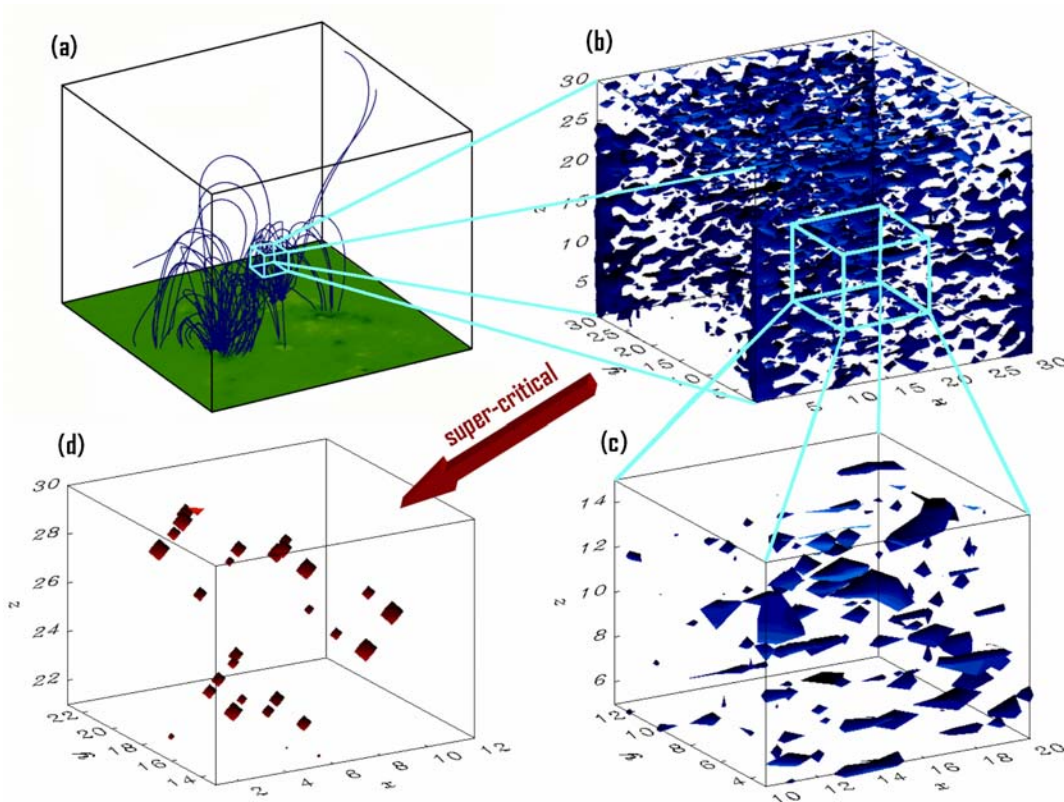 (a)
(b)
30
25
20
15
10
5
z
30 25 20 15 10 5
y
5 10 15 20 25 30
x
super-critical
(d)
30
28
26
24
22
z
22 20 18 16 14
y
2 4 6 8 10 12
x
(c)
14
12
10
8
6
z
12 10 8 6 4
y
10 12 14 16 18 20
x